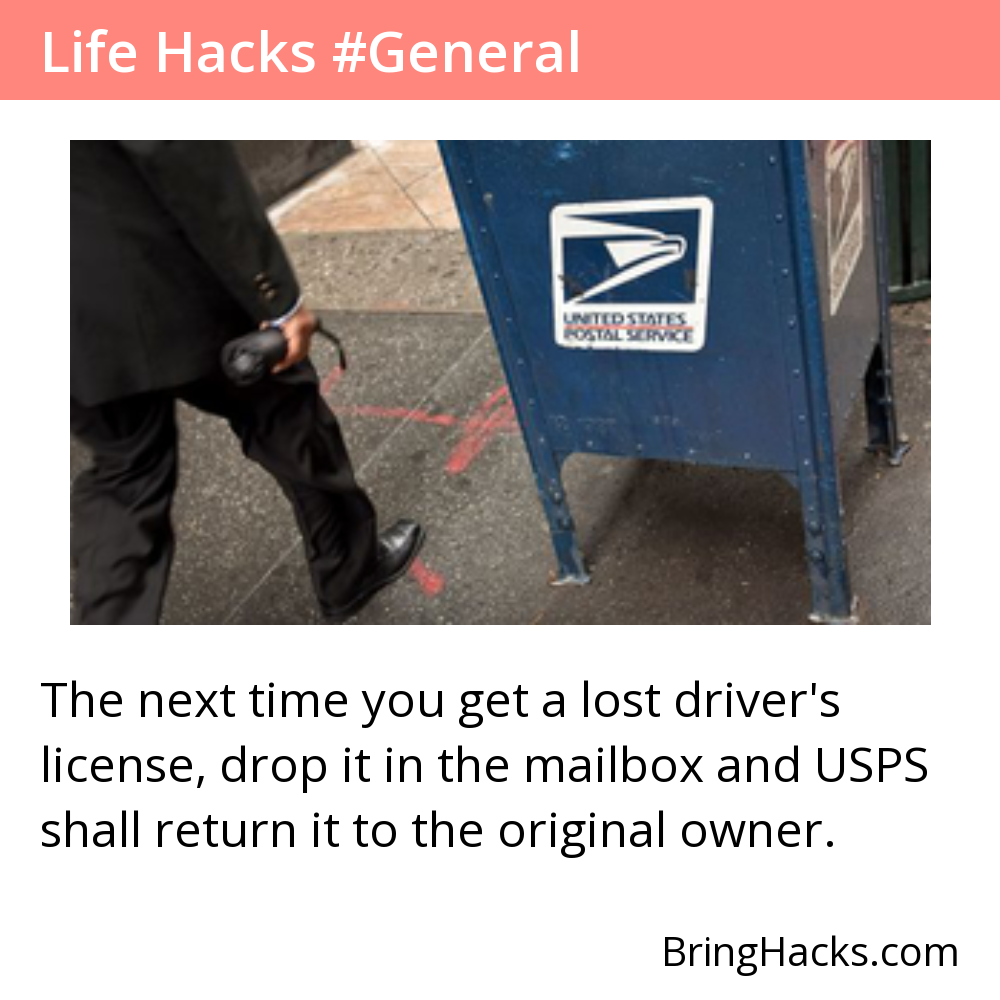 Life Hacks #General
UNITED STATES
POSTAL SERVICE
The next time you get a lost driver's
license, drop it in the mailbox and USPS
shall return it to the original owner.
BringHacks.com